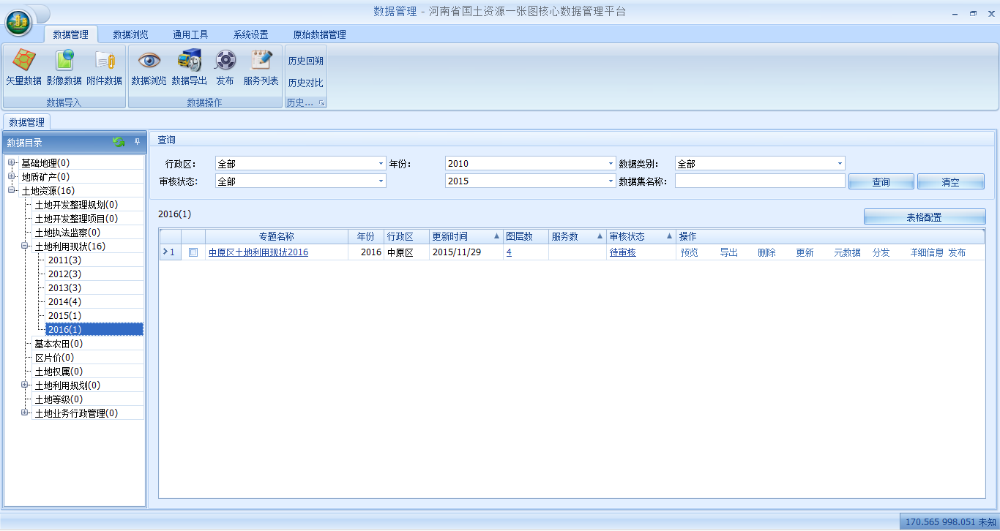 数据管理 - 河南省国土资源一张图核心数据管理平台
数据管理 数据浏览 通用工具 系统设置 原始数据管理
矢量数据 影像数据 附件数据 数据浏览 数据导出 发布 服务列表 历史回朔
历史对比
数据导入 数据操作 历史...
数据管理
数据目录
基础地理(0)
地质矿产(0)
土地资源(16)
土地开发整理规划(0)
土地开发整理项目(0)
土地执法监察(0)
土地利用现状(16)
2011(3)
2012(3)
2013(3)
2014(4)
2015(1)
2016(1)
基本农田(0)
区片价(0)
土地权属(0)
土地利用规划(0)
土地等级(0)
土地业务行政管理(0)
查询
行政区: 全部 年份: 2010 数据类别: 全部
审核状态: 全部 2015 数据集名称: 查询 清空
2016(1) 表格配置
专题名称 年份 行政区 更新时间 图层数 服务数 审核状态 操作
1 中原区土地利用现状2016 2016 中原区 2015/11/29 4 待审核 预览 导出 删除 更新 元数据 分发 详细信息 发布
170.565 998.051 未知